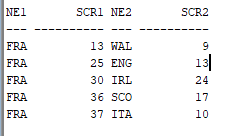 NE1 SCR1 NE2 SCR2
--- ---------- --- ----------
FRA 13 WAL 9
FRA 25 ENG 13
FRA 30 IRL 24
FRA 36 SCO 17
FRA 37 ITA 10